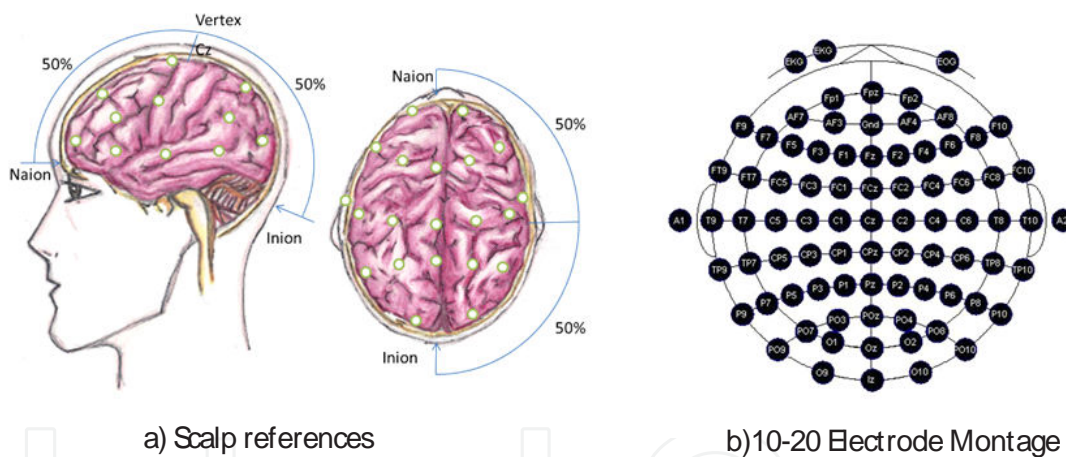 Vertex
Cz
50%
50%
Naion
Inion
Naion
50%
50%
Inion
a) Scalp references
EKG EKG EOG
Fp1 Fpz Fp2
AF7 AF3 Gnd AF4 AF8
F9 F7 F5 F3 F1 Fz F2 F4 F6 F8 F10
FT9 FT7 FC5 FC3 FC1 FCz FC2 FC4 FC6 FC8 FC10
A1 T9 T7 C5 C3 C1 Cz C2 C4 C6 T8 T10 A2
TP9 TP7 CP5 CP3 CP1 CPz CP2 CP4 CP6 TP8 TP10
P9 P7 P5 P3 P1 Pz P2 P4 P6 P8 P10
PO9 PO7 PO3 POz PO4 PO8 PO10
O1 Oz O2
O9 Iz O10
b)10-20 Electrode Montage